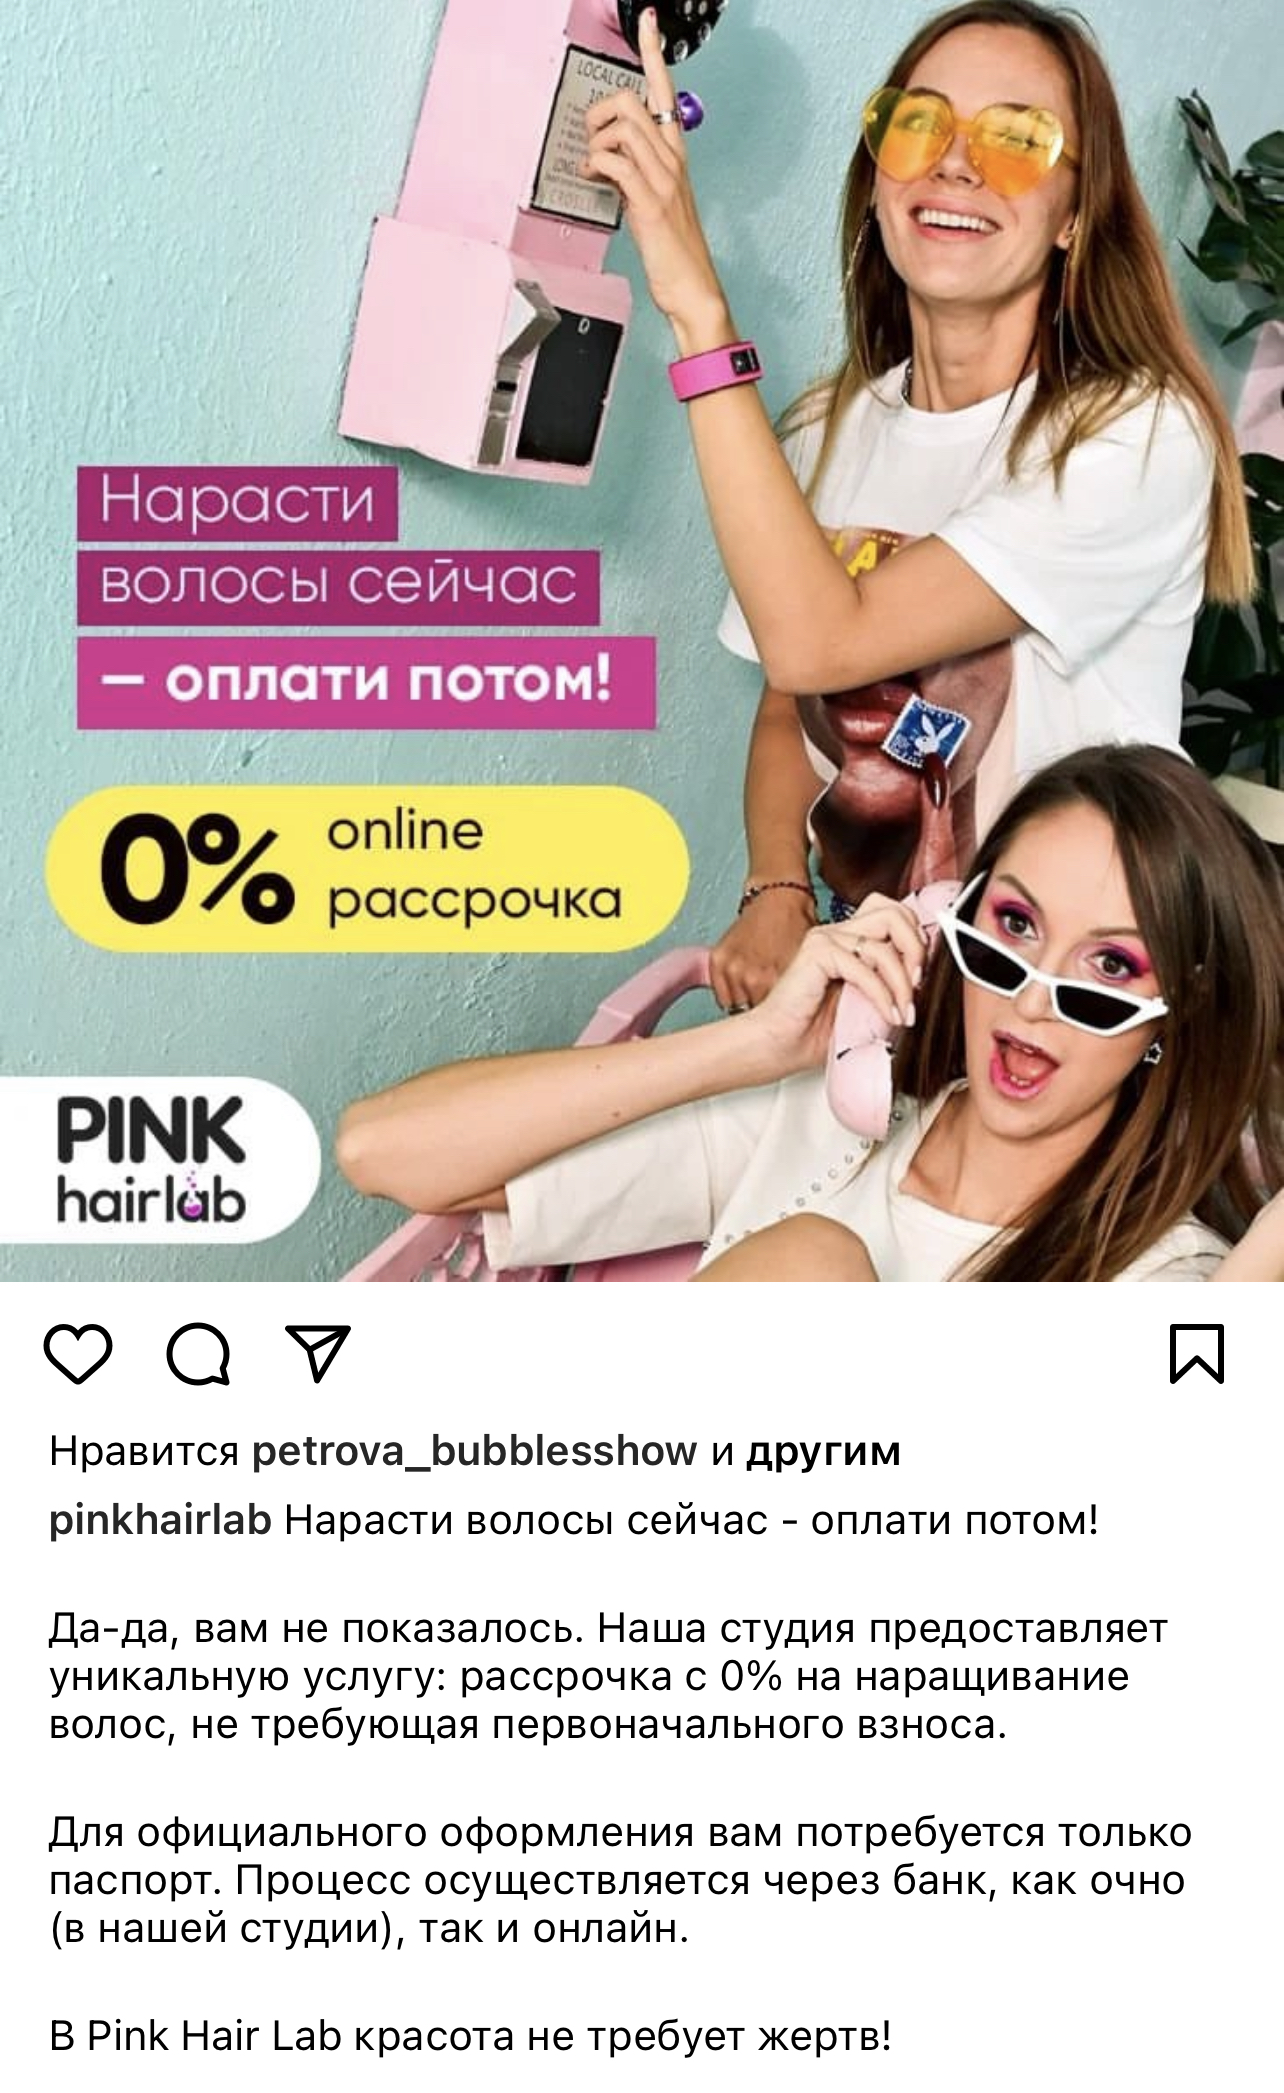 LOCAL CALL
10
Нарасти
волосы сейчас
— оплати потом!
0% online
рассрочка
PINK
hairlab
Нравится petrova_bubblesshow и другим
pinkhairlab Нарасти волосы сейчас - оплати потом!
Да-да, вам не показалось. Наша студия предоставляет
уникальную услугу: рассрочка с 0% на наращивание
волос, не требующая первоначального взноса.
Для официального оформления вам потребуется только
паспорт. Процесс осуществляется через банк, как очно
(в нашей студии), так и онлайн.
В Pink Hair Lab красота не требует жертв!